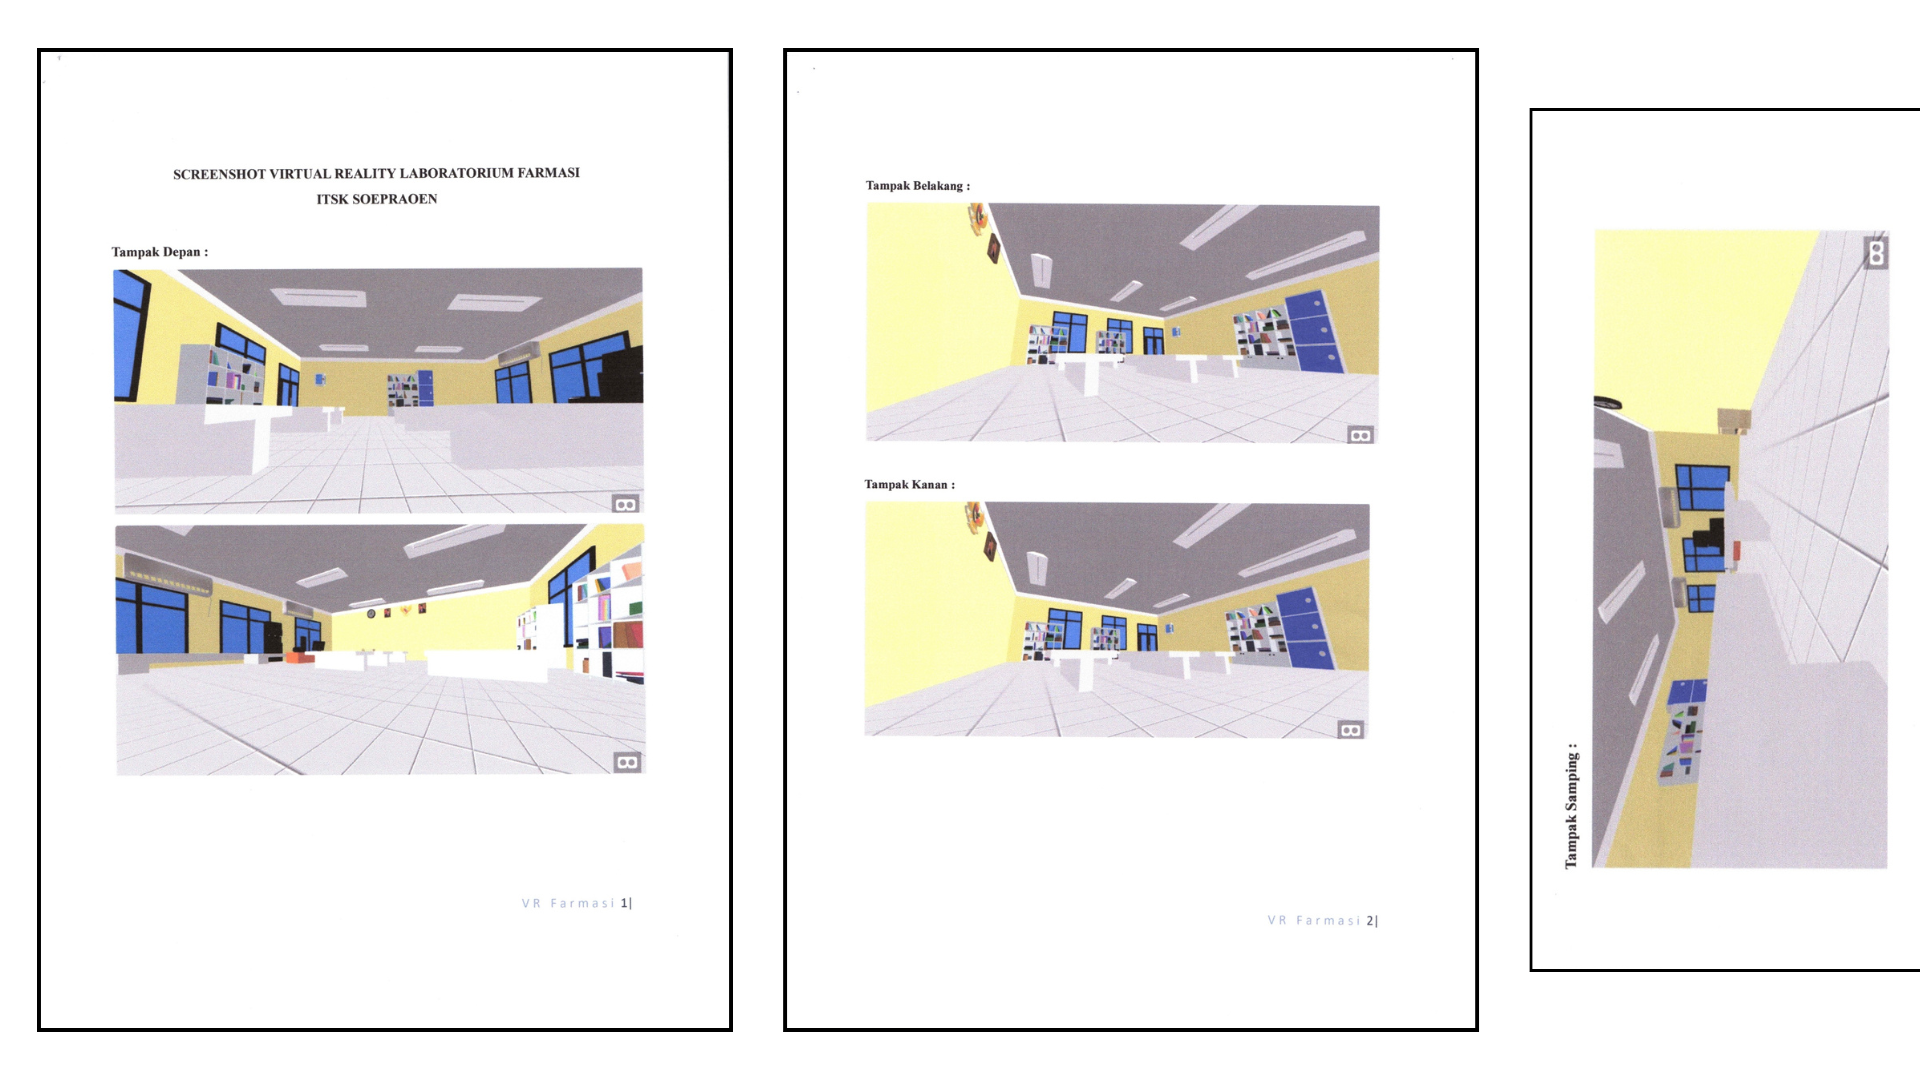 SCREENSHOT VIRTUAL REALITY LABORATORIUM FARMASI
ITSK SOEPRAOEN
Tampak Depan :
VR Farmasi 1|
Tampak Belakang :
Tampak Kanan :
VR Farmasi 2|
Tampak Samping :